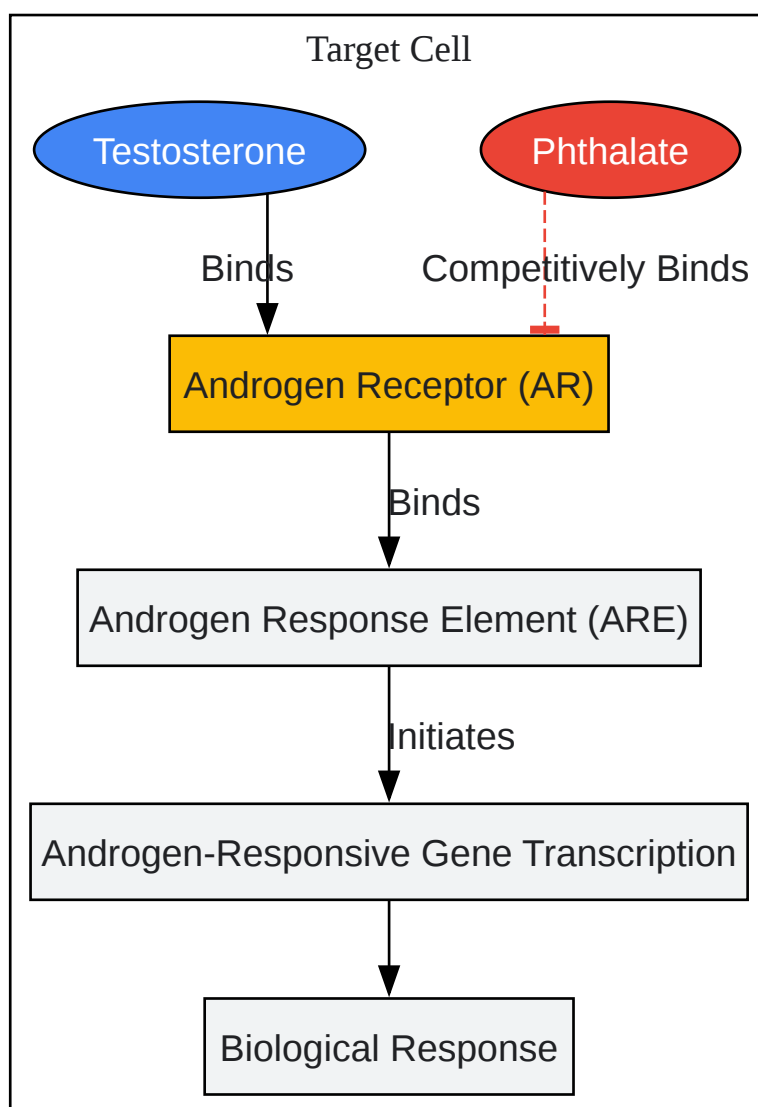 Target Cell
Testosterone
Phthalate
Binds
Competitively Binds
Androgen Receptor (AR)
Binds
Androgen Response Element (ARE)
Initiates
Androgen-Responsive Gene Transcription
Biological Response